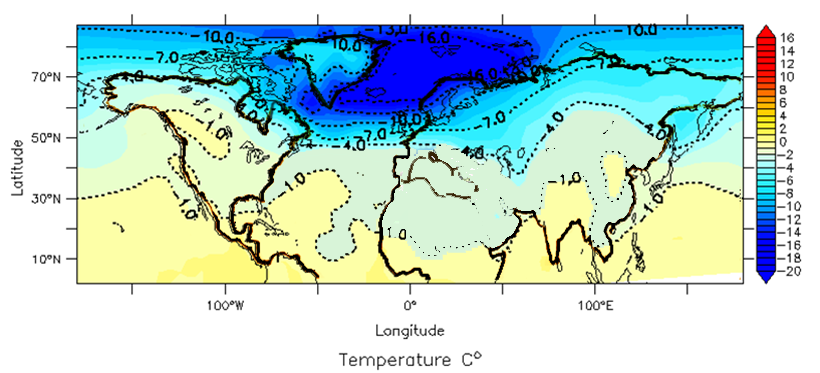 -10.0 -13.0 16
-10.0 -16.0 -10.0 14
-7.0 -7.0 12
70°N -4.0 -16.0 10
8
6
-10.0 4
-1.0 -7.0 -7.0 -4.0 2
50°N -4.0 -4.0 -4.0 0
-2
Latitude -4
-1.0 -1.0 -6
30°N -1.0 -1.0 -8
-10
1.0 -12
-14
10°N -16
-18
-20
100°W 0° 100°E
Longitude
Temperature C°